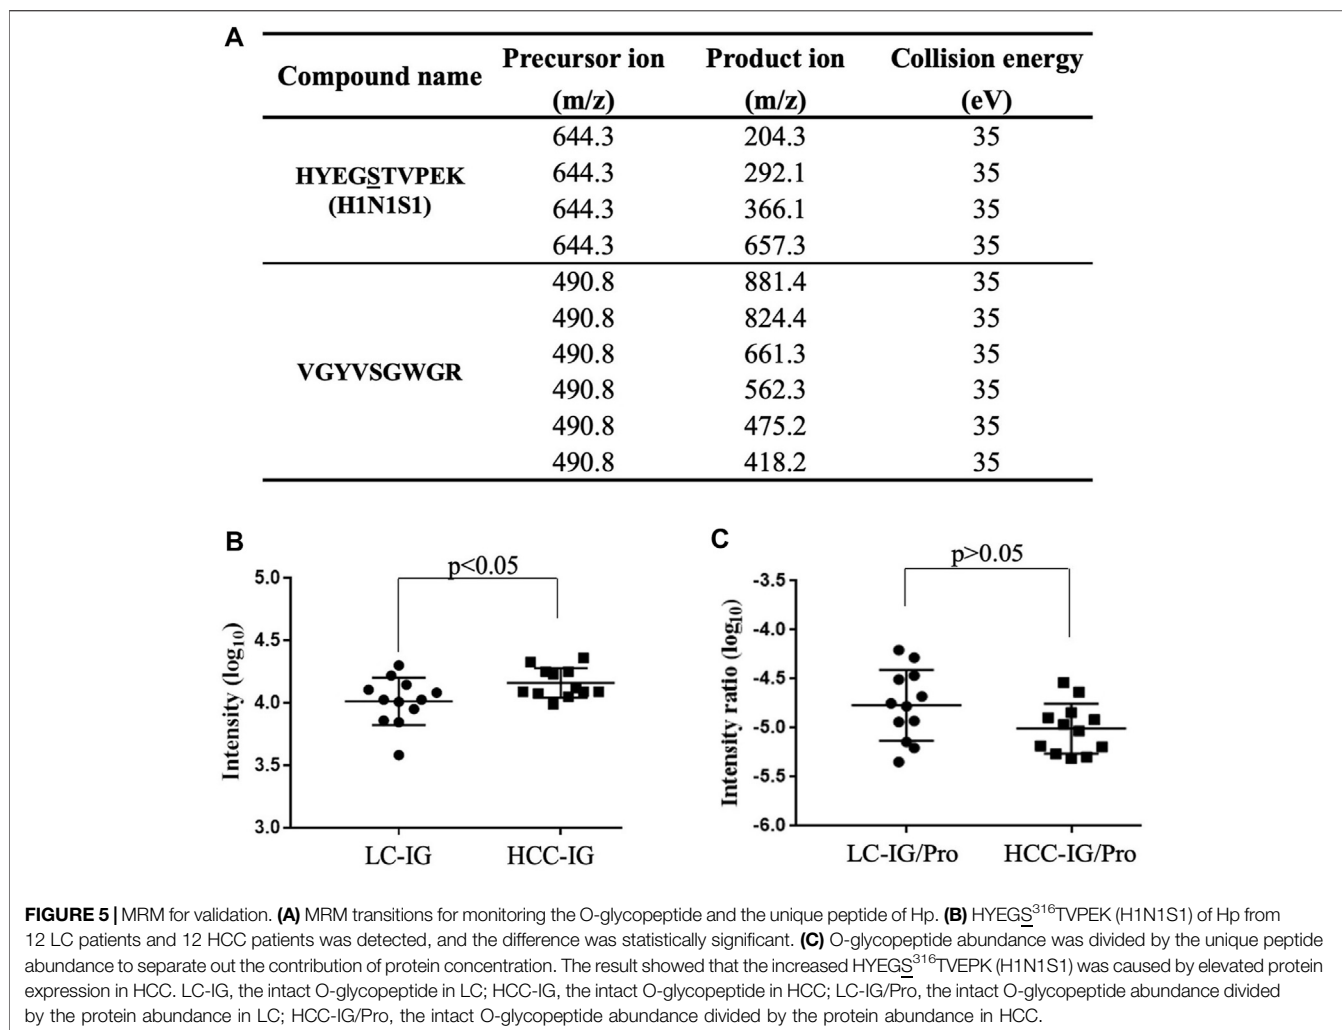 A
Compound name Precursor ion (m/z) Product ion (m/z) Collision energy (eV)
HYEGSTVPEK (H1N1S1)
644.3 204.3 35
644.3 292.1 35
644.3 366.1 35
644.3 657.3 35
VGYVSGWGR
490.8 881.4 35
490.8 824.4 35
490.8 661.3 35
490.8 562.3 35
490.8 475.2 35
490.8 418.2 35
B
p<0.05
Intensity (log10)
5.0
4.5
4.0
3.5
3.0
LC-IG HCC-IG
C
p>0.05
Intensity ratio (log10)
-3.5
-4.0
-4.5
-5.0
-5.5
-6.0
LC-IG/Pro HCC-IG/Pro
FIGURE 5 | MRM for validation. (A) MRM transitions for monitoring the O-glycopeptide and the unique peptide of Hp. (B) HYEGS316TVPEK (H1N1S1) of Hp from
12 LC patients and 12 HCC patients was detected, and the difference was statistically significant. (C) O-glycopeptide abundance was divided by the unique peptide
abundance to separate out the contribution of protein concentration. The result showed that the increased HYEGS316TVEPK (H1N1S1) was caused by elevated protein
expression in HCC. LC-IG, the intact O-glycopeptide in LC; HCC-IG, the intact O-glycopeptide in HCC; LC-IG/Pro, the intact O-glycopeptide abundance divided
by the protein abundance in LC; HCC-IG/Pro, the intact O-glycopeptide abundance divided by the protein abundance in HCC.